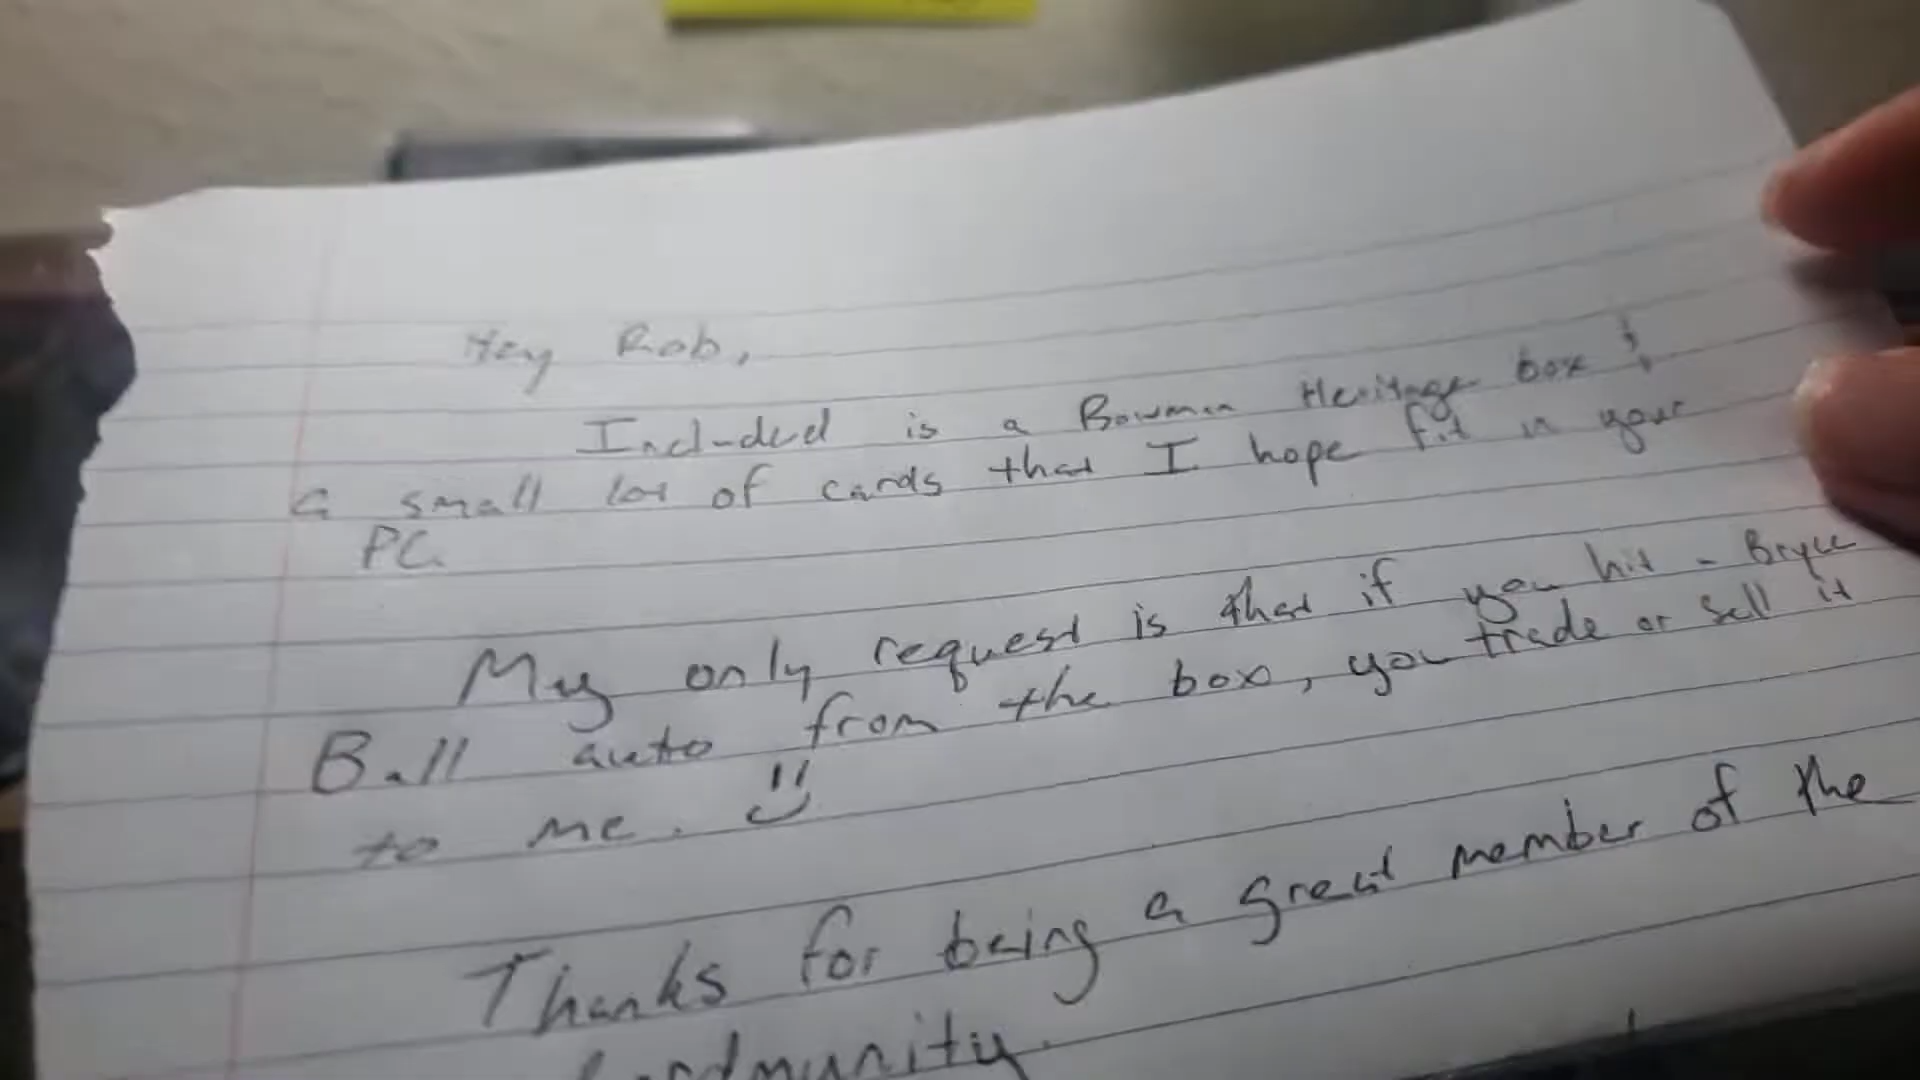 Hey Rob,
Included is a Bowman Heritage box &
a small lot of cards that I hope fit in your
PC.
My only request is that if you hit a Bryce
Ball auto from the box, you trade or sell it
to me.
Thanks for being a great member of the
Cardmunity.